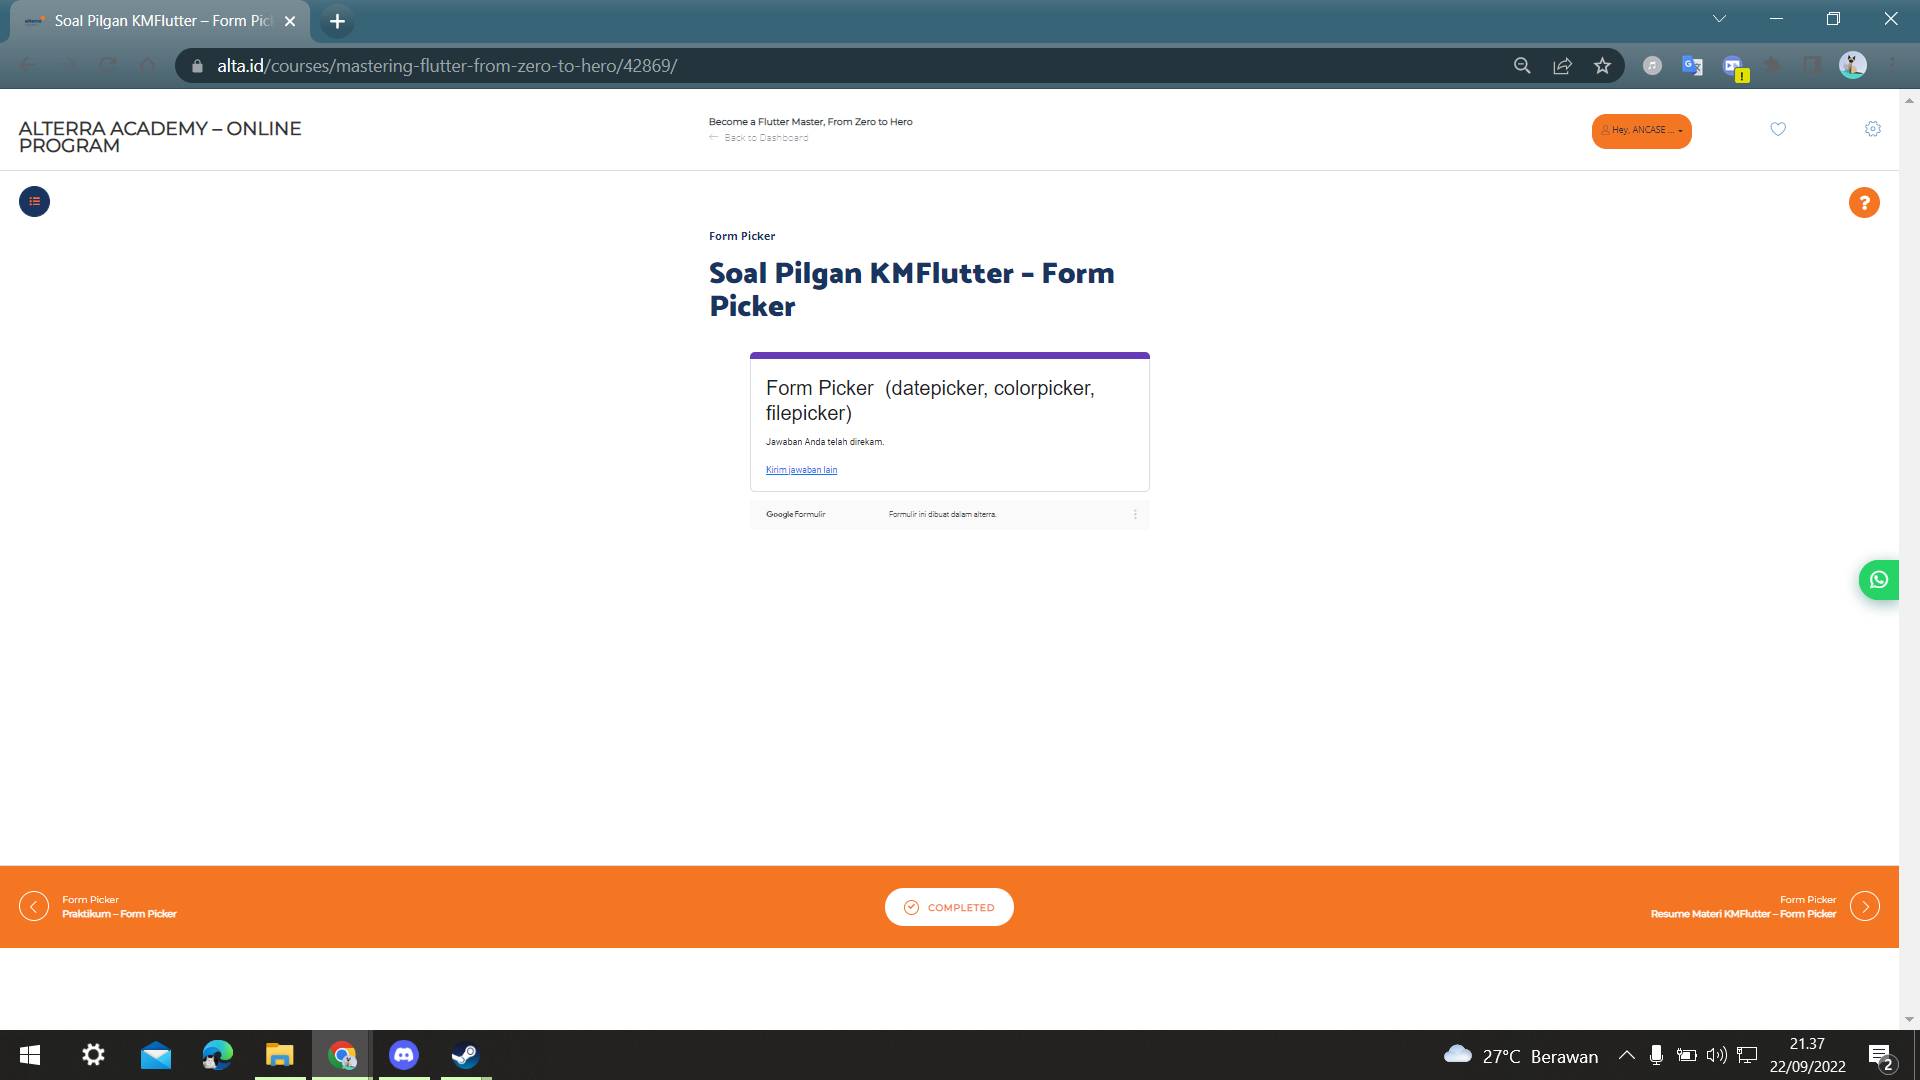 Soal Pilgan KMFlutter – Form Pic
alta.id/courses/mastering-flutter-from-zero-to-hero/42869/
ALTERRA ACADEMY – ONLINE
PROGRAM
Become a Flutter Master, From Zero to Hero
Back to Dashboard
Hey, ANCASE ...
?
Form Picker
Soal Pilgan KMFlutter – Form
Picker
Form Picker (datepicker, colorpicker,
filepicker)
Jawaban Anda telah direkam.
Kirim jawaban lain
Google Formulir
Formulir ini dibuat dalam alterra.
Form Picker
Praktikum – Form Picker
COMPLETED
Form Picker
Resume Materi KMFlutter – Form Picker
27°C Berawan
21.37
22/09/2022
2